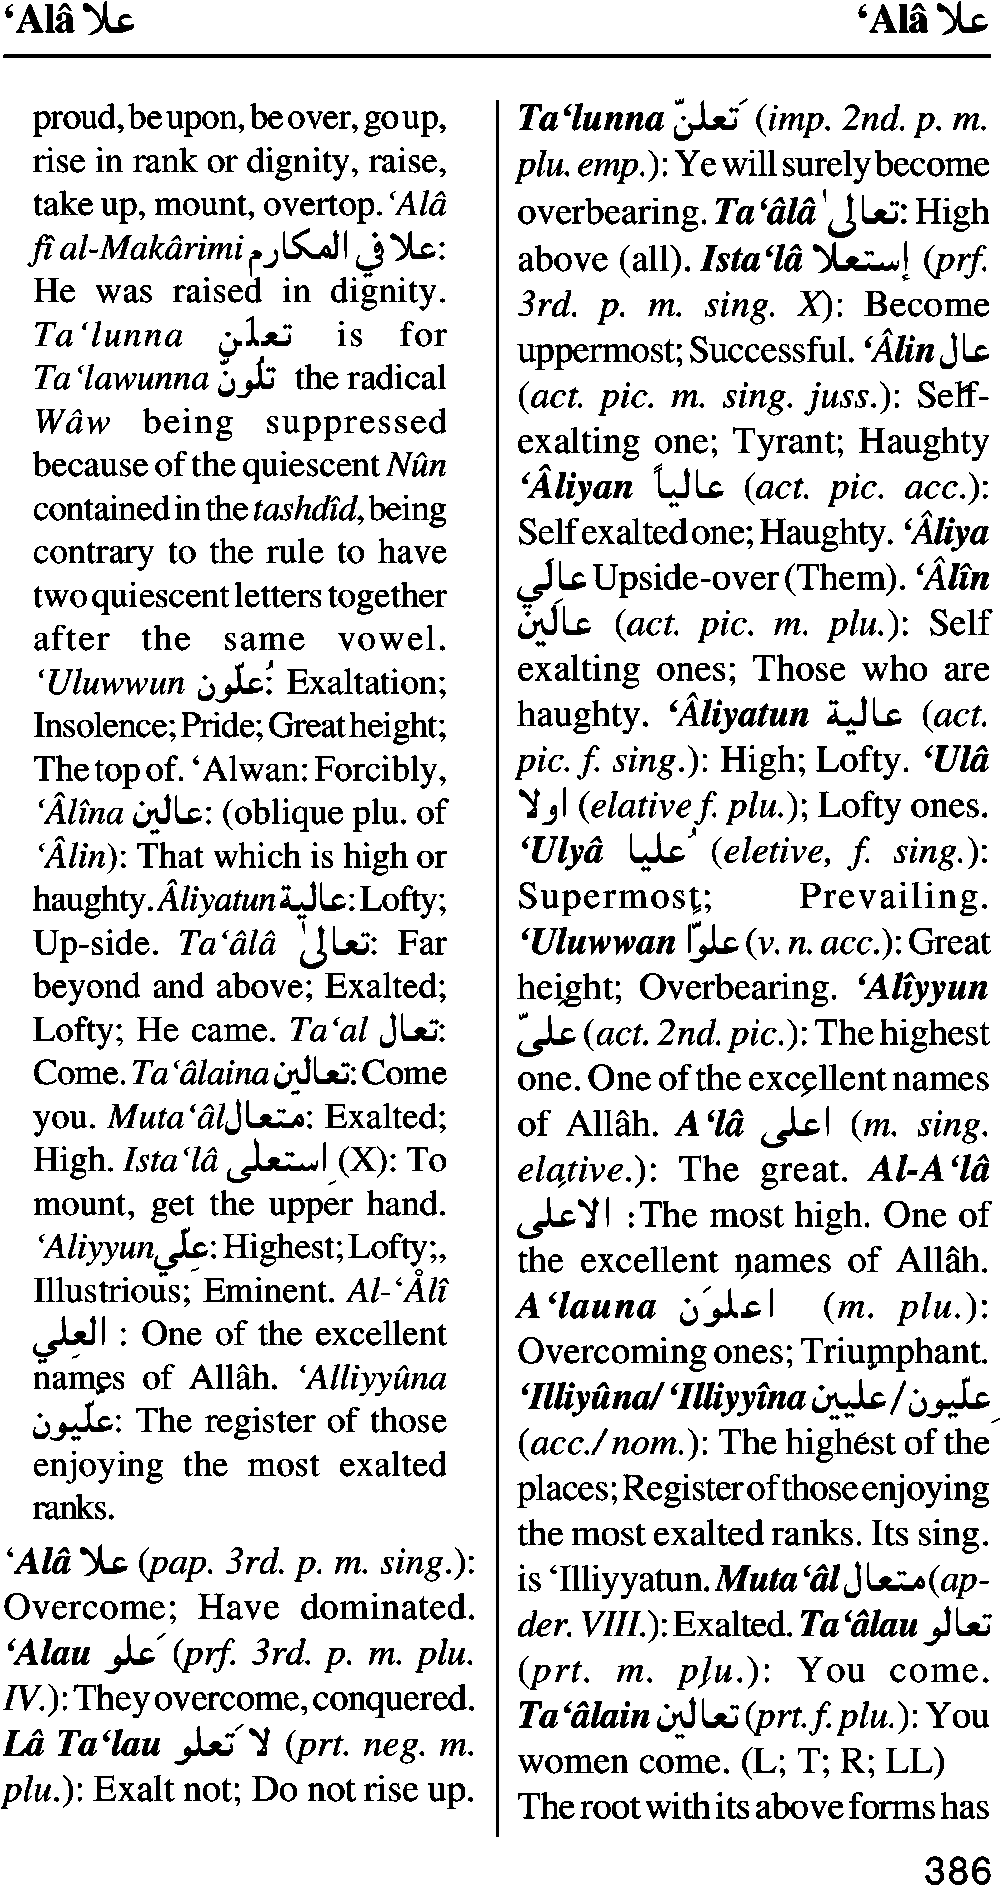 ‘Alâ علا
‘Alâ علا
proud, be upon, be over, go up,
rise in rank or dignity, raise,
take up, mount, overtop. ‘Alâ
fî al-Makârimi علا في المكارم:
He was raised in dignity.
Ta‘lunna تعلن is for
Ta‘lawunna تلونّ the radical
Wâw being suppressed
because of the quiescent Nûn
contained in the tashdîd, being
contrary to the rule to have
two quiescent letters together
after the same vowel.
‘Uluwwun عُلّون: Exaltation;
Insolence; Pride; Great height;
The top of. ‘Alwan: Forcibly,
‘Âlîna عالين: (oblique plu. of
‘Âlin): That which is high or
haughty. Âliyatun عالية: Lofty;
Up-side. Ta‘âlâ تعالى: Far
beyond and above; Exalted;
Lofty; He came. Ta‘al تعال:
Come. Ta‘âlaina تعالين: Come
you. Muta‘âl متعال: Exalted;
High. Ista‘lâ إستعلى (X): To
mount, get the upper hand.
‘Aliyyun علّي: Highest; Lofty;,
Illustrious; Eminent. Al-‘Âlî
العلي : One of the excellent
names of Allâh. ‘Alliyyûna
علّيون: The register of those
enjoying the most exalted
ranks.
‘Alâ علا (pap. 3rd. p. m. sing.):
Overcome; Have dominated.
‘Alau علَو (prf. 3rd. p. m. plu.
IV.): They overcome, conquered.
Lâ Ta‘lau لا تَعلو (prt. neg. m.
plu.): Exalt not; Do not rise up.
Ta‘lunna تَعلنّ (imp. 2nd. p. m.
plu. emp.): Ye will surely become
overbearing. Ta‘âlâ تعالى: High
above (all). Ista‘lâ إستعلا (prf.
3rd. p. m. sing. X): Become
uppermost; Successful. ‘Âlin عال
(act. pic. m. sing. juss.): Self-
exalting one; Tyrant; Haughty
‘Âliyan عالياً (act. pic. acc.):
Self exalted one; Haughty. ‘Âliya
عالي Upside-over (Them). ‘Âlîn
عالين (act. pic. m. plu.): Self
exalting ones; Those who are
haughty. ‘Âliyatun عالية (act.
pic. f. sing.): High; Lofty. ‘Ulâ
اولا (elative f. plu.); Lofty ones.
‘Ulyâ عُليا (eletive, f. sing.):
Supermost; Prevailing.
‘Uluwwan علوّا (v. n. acc.): Great
height; Overbearing. ‘Alîyyun
علىّ (act. 2nd. pic.): The highest
one. One of the excellent names
of Allâh. A‘lâ اعلى (m. sing.
elative.): The great. Al-A‘lâ
الاعلى :The most high. One of
the excellent names of Allâh.
A‘launa اعلَون (m. plu.):
Overcoming ones; Triumphant.
‘Illiyûna/ ‘Illiyyîna علّيون/عليين
(acc./ nom.): The highest of the
places; Register of those enjoying
the most exalted ranks. Its sing.
is ‘Illiyyatun. Muta‘âl متعال (ap-
der. VIII.): Exalted. Ta‘âlau تعالو
(prt. m. plu.): You come.
Ta‘âlain تعالين (prt. f. plu.): You
women come. (L; T; R; LL)
The root with its above forms has
386